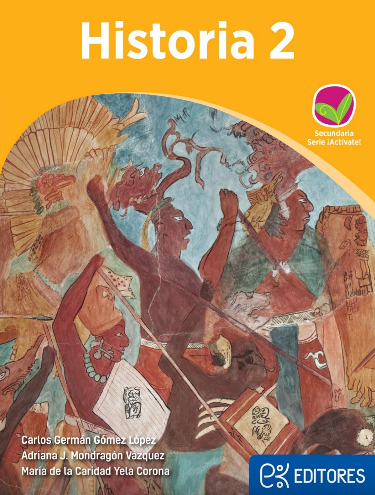 Historia 2
Secundaria
Serie ¡Actívate!
Carlos Germán Gómez López
Adriana J. Mondragón Vázquez
María de la Caridad Yela Corona
ek EDITORES